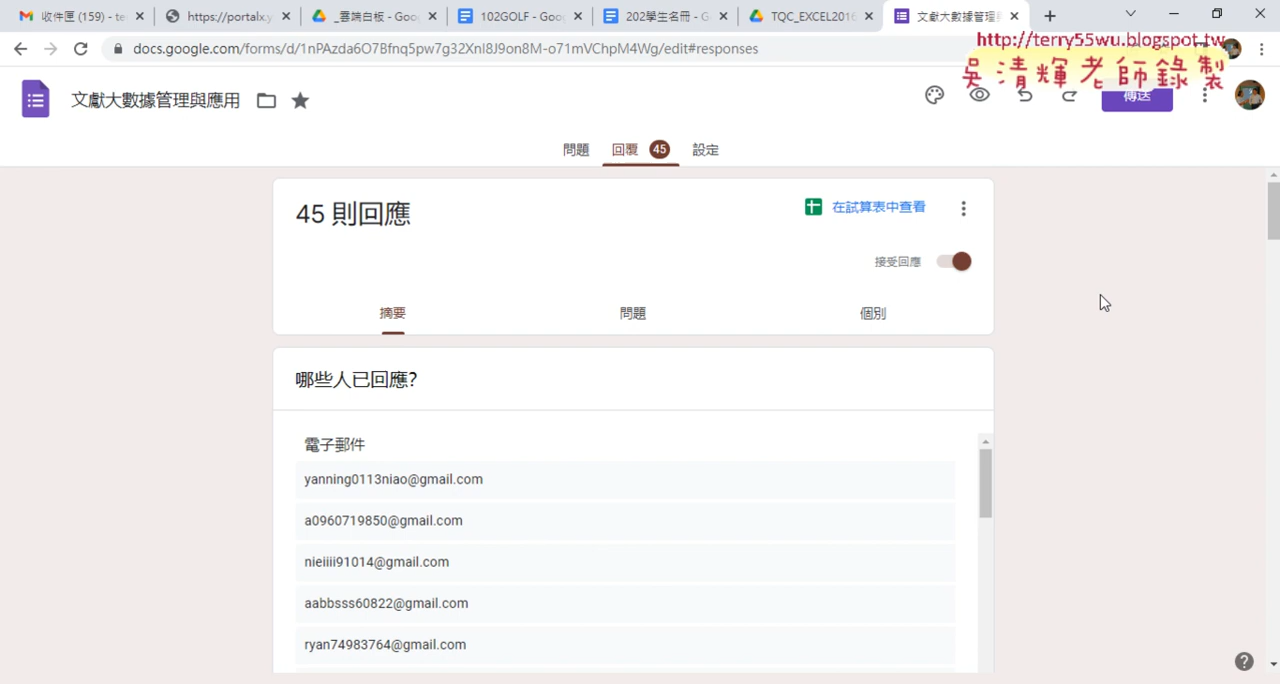 收件匣 (159) - te
https://portalx.y
_雲端白板 - Goo
102GOLF - Goo
202學生名冊 - G
TQC_EXCEL2016
文獻大數據管理與
docs.google.com/forms/d/1nPAzda6O7Bfnq5pw7g32Xnl8J9on8M-o71mVChpM4Wg/edit#responses
http://terry55wu.blogspot.tw
吳清輝老師錄製
文獻大數據管理與應用
傳送
問題
回覆 45
設定
45 則回應
在試算表中查看
接受回應
摘要
問題
個別
哪些人已回應?
電子郵件
yanning0113niao@gmail.com
a0960719850@gmail.com
nieiiii91014@gmail.com
aabbsss60822@gmail.com
ryan74983764@gmail.com